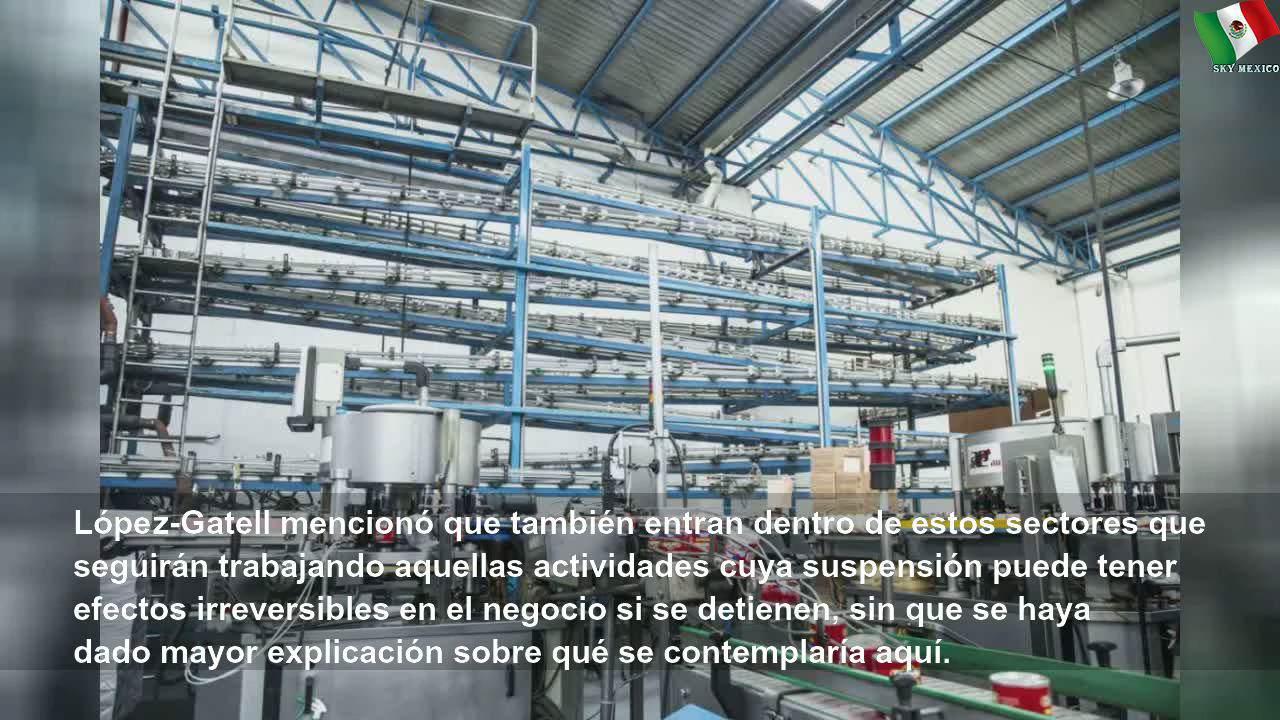 SKY MEXICO
López-Gatell mencionó que también entran dentro de estos sectores que
seguirán trabajando aquellas actividades cuya suspensión puede tener
efectos irreversibles en el negocio si se detienen, sin que se haya
dado mayor explicación sobre qué se contemplaría aquí.